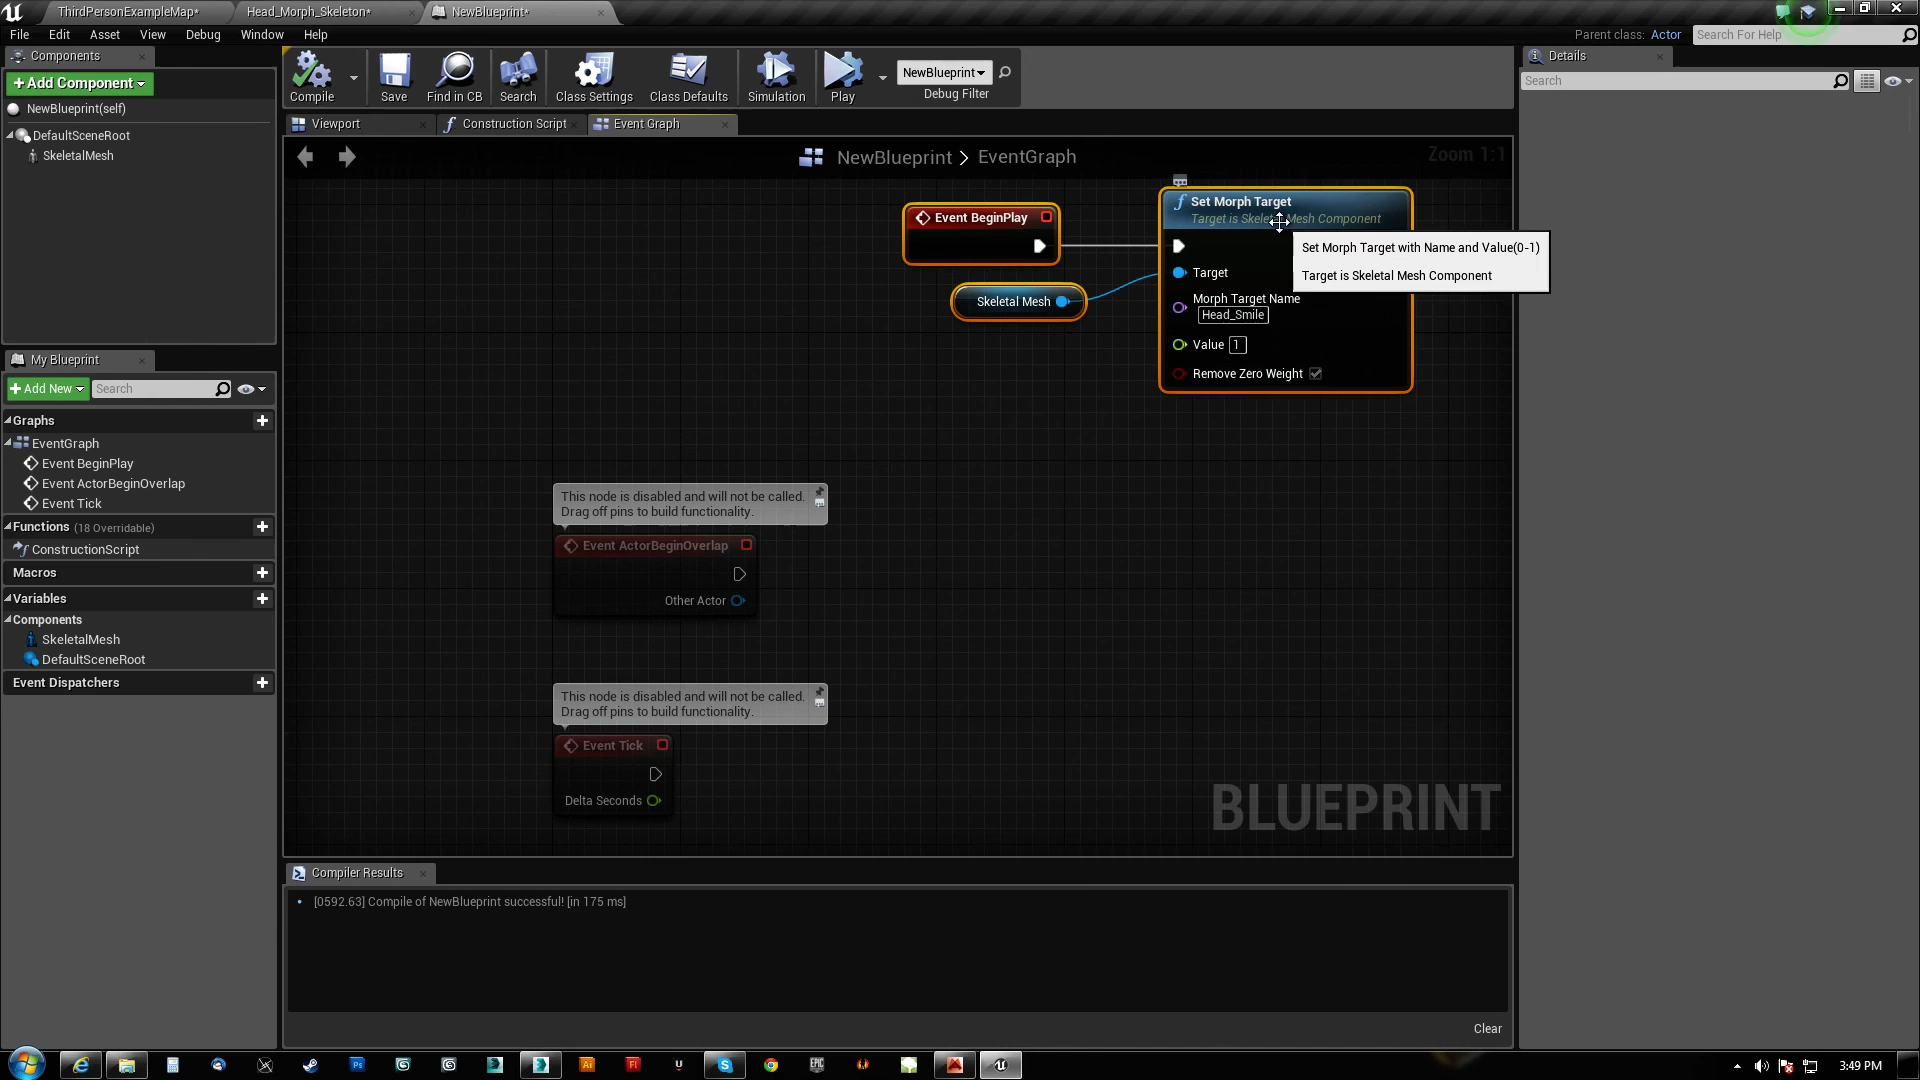 ThirdPersonExampleMap*
Head_Morph_Skeleton*
NewBlueprint*
File Edit Asset View Debug Window Help
Parent class: Actor
Search For Help
Components
+Add Component
NewBlueprint(self)
DefaultSceneRoot
SkeletalMesh
Compile
Save
Find in CB
Search
Class Settings
Class Defaults
Simulation
Play
NewBlueprint
Debug Filter
Details
Search
Viewport
Construction Script
Event Graph
NewBlueprint > EventGraph
Zoom 1:1
Event BeginPlay
Skeletal Mesh
Set Morph Target
Target is Skeletal Mesh Component
Target
Morph Target Name
Head_Smile
Value 1
Remove Zero Weight
Set Morph Target with Name and Value(0-1)
Target is Skeletal Mesh Component
My Blueprint
+Add New
Search
Graphs
EventGraph
Event BeginPlay
Event ActorBeginOverlap
Event Tick
Functions (18 Overridable)
ConstructionScript
Macros
Variables
Components
SkeletalMesh
DefaultSceneRoot
Event Dispatchers
This node is disabled and will not be called.
Drag off pins to build functionality.
Event ActorBeginOverlap
Other Actor
This node is disabled and will not be called.
Drag off pins to build functionality.
Event Tick
Delta Seconds
BLUEPRINT
Compiler Results
• [0592.63] Compile of NewBlueprint successful! [in 175 ms]
Clear
Ps
Ai
Fl
EPIC
3:49 PM